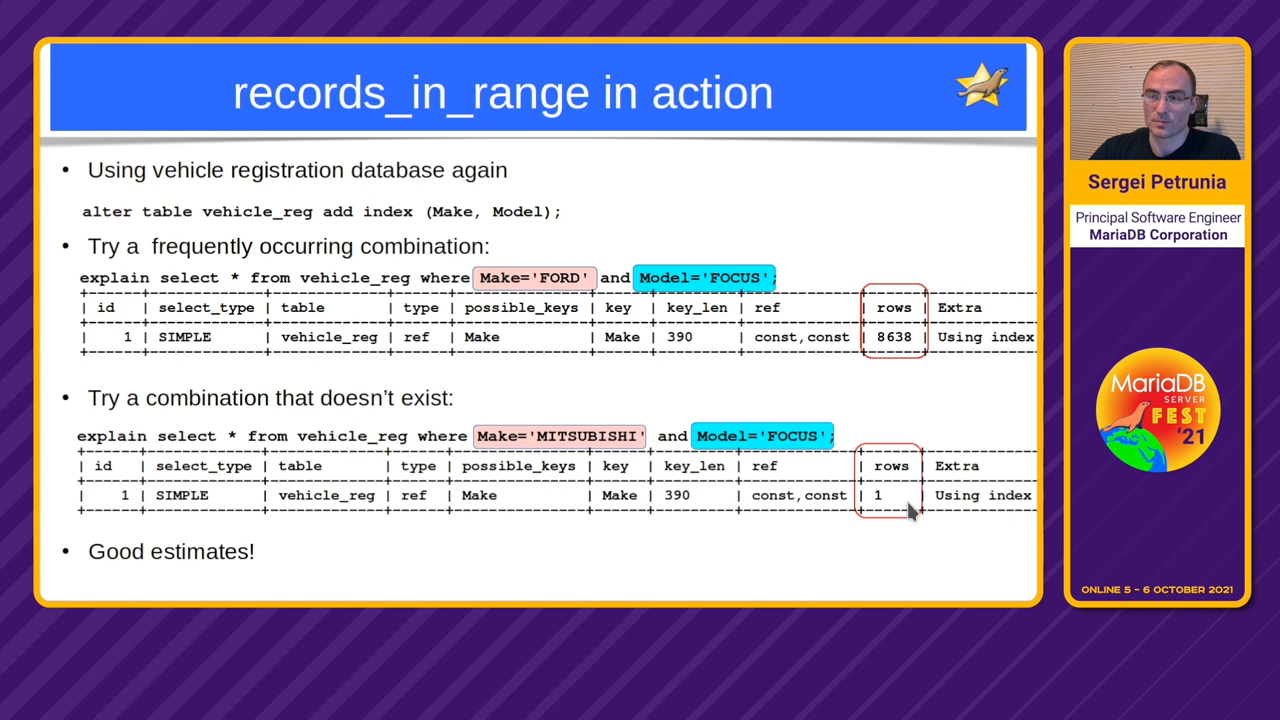 records_in_range in action
• Using vehicle registration database again
alter table vehicle_reg add index (Make, Model);
• Try a  frequently occurring combination:
explain select * from vehicle_reg where Make='FORD' and Model='FOCUS';
+----+-------------+-------------+------+---------------+------+---------+-------------+------+------------
| id | select_type | table | type | possible_keys | key | key_len | ref | rows | Extra
+----+-------------+-------------+------+---------------+------+---------+-------------+------+------------
| 1 | SIMPLE | vehicle_reg | ref | Make | Make | 390 | const,const | 8638 | Using index
+----+-------------+-------------+------+---------------+------+---------+-------------+------+------------
• Try a combination that doesn’t exist:
explain select * from vehicle_reg where Make='MITSUBISHI' and Model='FOCUS';
+----+-------------+-------------+------+---------------+------+---------+-------------+------+------------
| id | select_type | table | type | possible_keys | key | key_len | ref | rows | Extra
+----+-------------+-------------+------+---------------+------+---------+-------------+------+------------
| 1 | SIMPLE | vehicle_reg | ref | Make | Make | 390 | const,const | 1 | Using index
+----+-------------+-------------+------+---------------+------+---------+-------------+------+------------
• Good estimates!
Sergei Petrunia
Principal Software Engineer
MariaDB Corporation
MariaDB
SERVER
FEST
'21
ONLINE 5 - 6 OCTOBER 2021